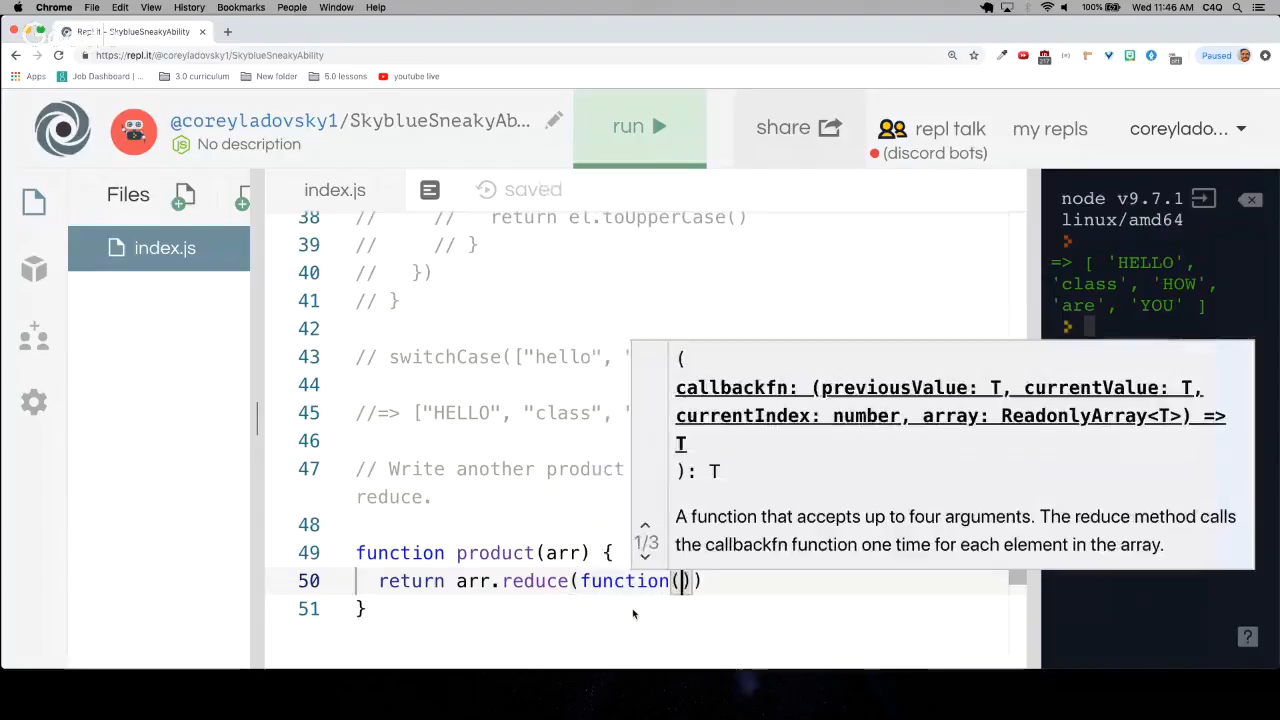 Chrome File Edit View History Bookmarks People Window Help 100% Wed 11:46 AM C4Q
Repl.it - SkyblueSneakyAbility
https://repl.it/@coreyladovsky1/SkyblueSneakyAbility Paused
Apps Job Dashboard | ... 3.0 curriculum New folder 5.0 lessons youtube live
@coreyladovsky1/SkyblueSneakyAb...
No description
run
share
repl talk
(discord bots)
my repls
coreylado...
Files
index.js
index.js
saved
38 // // return el.toUpperCase()
39 // // }
40 // })
41 // }
42
43 // switchCase(["hello", "
44
45 //=> ["HELLO", "class", "
46
47 // Write another product
reduce.
48
49 function product(arr) {
50 return arr.reduce(function())
51 }
(
callbackfn: (previousValue: T, currentValue: T,
currentIndex: number, array: ReadonlyArray<T>) =>
T
): T
1/3
A function that accepts up to four arguments. The reduce method calls
the callbackfn function one time for each element in the array.
node v9.7.1
linux/amd64
=> [ 'HELLO',
'class', 'HOW',
'are', 'YOU' ]
?